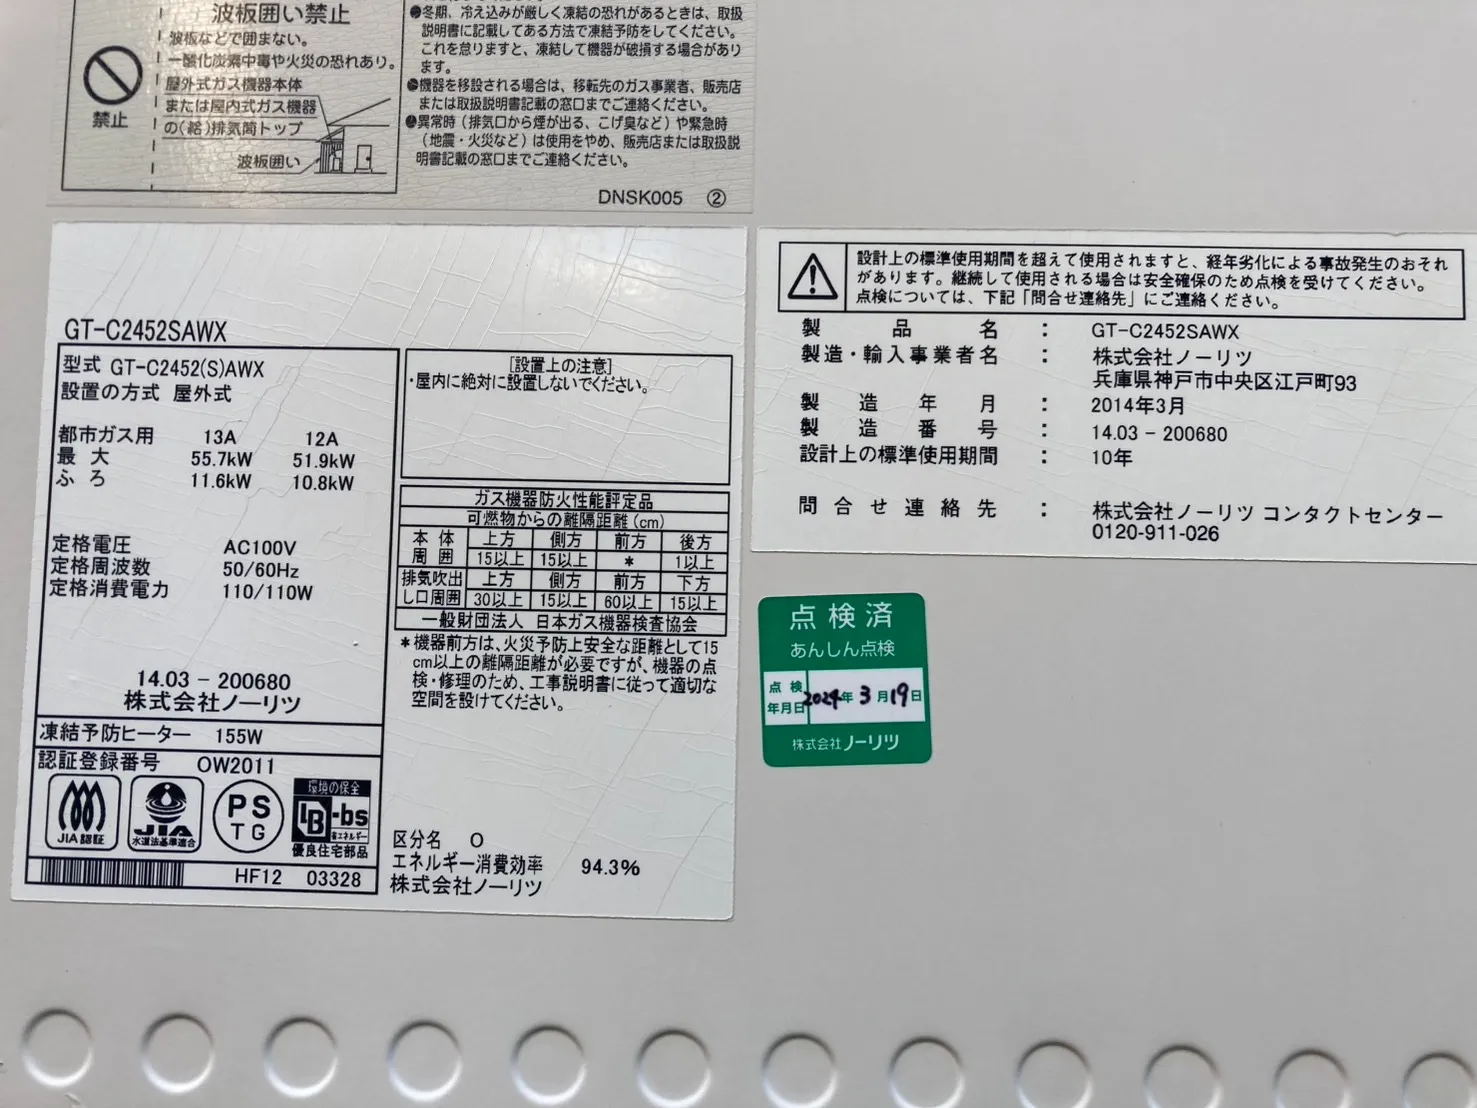 波板囲い禁止
波板などで囲まない。
一酸化炭素中毒や火災の恐れあり。
屋外式ガス機器本体
または屋内式ガス機器
の(給)排気筒トップ
波板囲い
禁止
●冬期、冷え込みが厳しく凍結の恐れがあるときは、取扱
説明書に記載してある方法で凍結予防をしてください。
これを怠りますと、凍結して機器が破損する場合があり
ます。
●機器を移設される場合は、移転先のガス事業者、販売店
または取扱説明書記載の窓口までご連絡ください。
●異常時(排気口から煙が出る、こげ臭など)や緊急時
(地震・火災など)は使用をやめ、販売店または取扱説
明書記載の窓口までご連絡ください。
DNSK005 ②
GT-C2452SAWX
型式 GT-C2452(S)AWX
設置の方式 屋外式
都市ガス用 13A 12A
最大 55.7kW 51.9kW
ふろ 11.6kW 10.8kW
定格電圧 AC100V
定格周波数 50/60Hz
定格消費電力 110/110W
14.03-200680
株式会社ノーリツ
凍結予防ヒーター 155W
認証登録番号 OW2011
JIA認証
JIA
水道法基準適合
PS
TG
環境の保全
BL-bs
省エネルギー
優良住宅部品
HF12 03328
[設置上の注意]
・屋内に絶対に設置しないでください。
ガス機器防火性能評定品
可燃物からの離隔距離(cm)
本体周囲 上方 側方 前方 後方
15以上 15以上 * 1以上
排気吹出し口周囲 上方 側方 前方 下方
30以上 15以上 60以上 15以上
一般財団法人 日本ガス機器検査協会
*機器前方は、火災予防上安全な距離として15
cm以上の離隔距離が必要ですが、機器の点
検・修理のため、工事説明書に従って適切な
空間を設けてください。
区分名 O
エネルギー消費効率 94.3%
株式会社ノーリツ
設計上の標準使用期間を超えて使用されますと、経年劣化による事故発生のおそれ
があります。継続して使用される場合は安全確保のため点検を受けてください。
点検については、下記「問合せ連絡先」にご連絡ください。
製品名 : GT-C2452SAWX
製造・輸入事業者名 : 株式会社ノーリツ
兵庫県神戸市中央区江戸町93
製造年月 : 2014年3月
製造番号 : 14.03-200680
設計上の標準使用期間 : 10年
問合せ連絡先 : 株式会社ノーリツ コンタクトセンター
0120-911-026
点検済
あんしん点検
点検年月日 2024年3月19日
株式会社ノーリツ